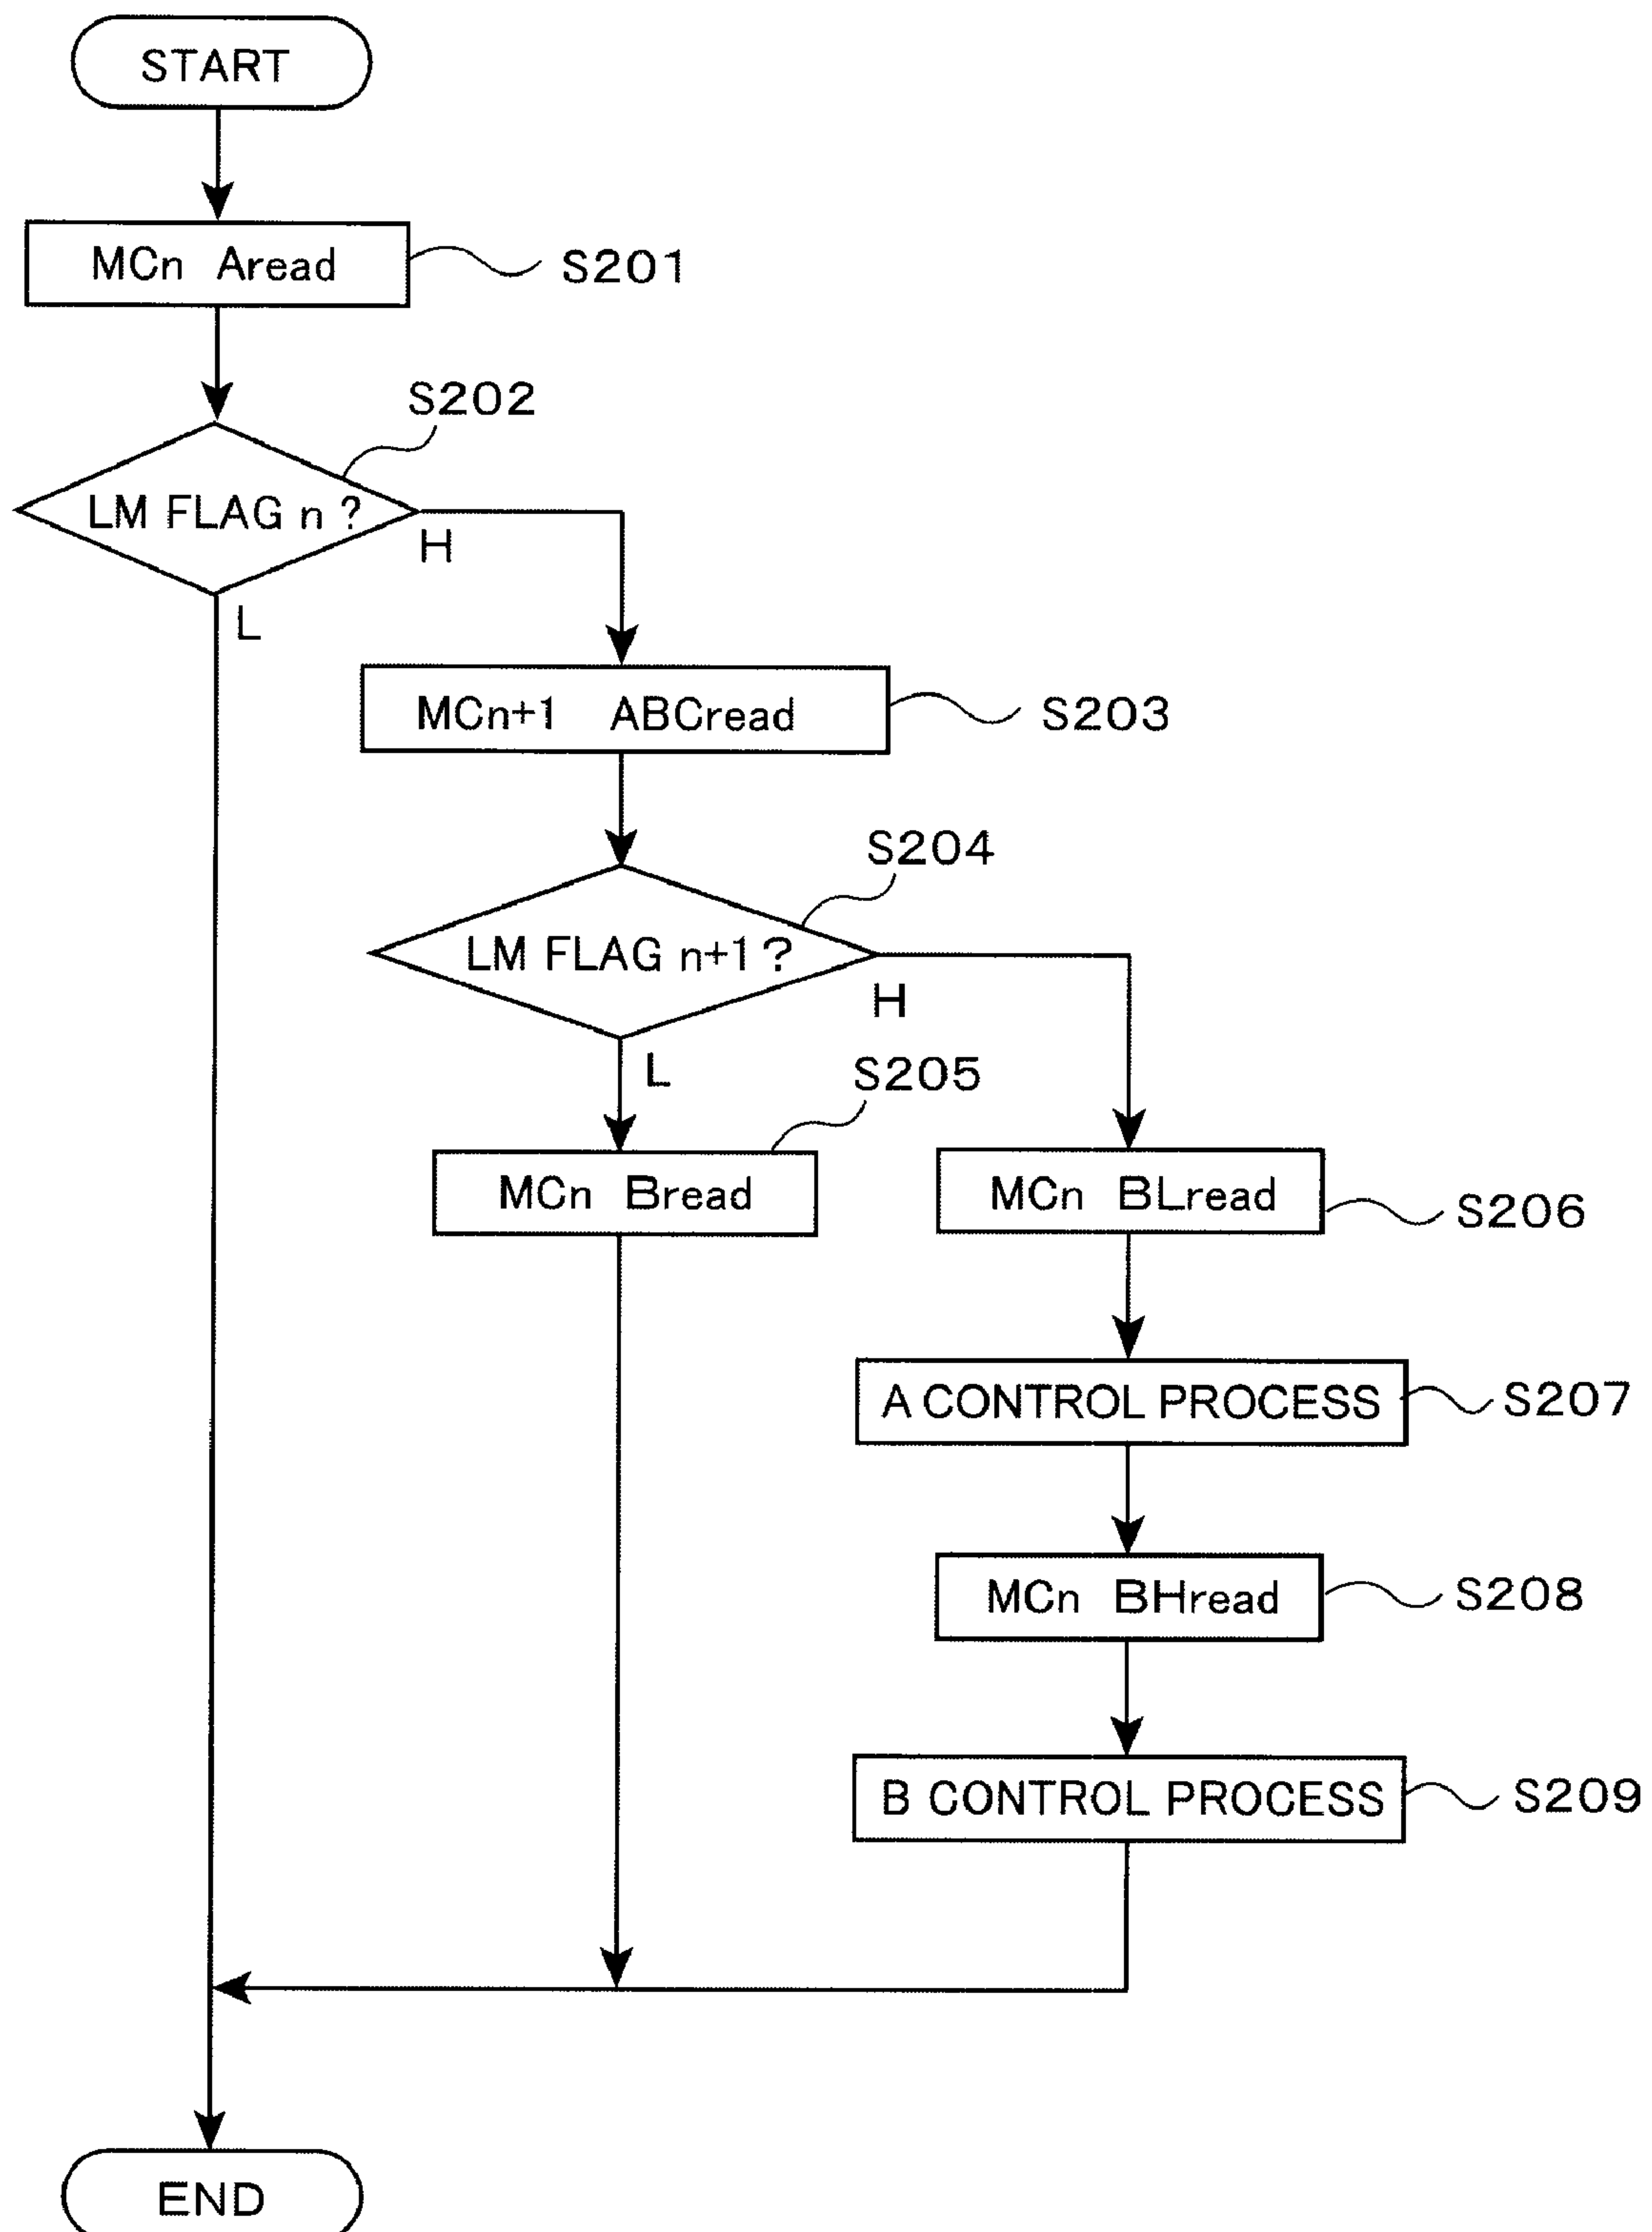 START
MCn Aread
S201
S202
LM FLAG n ?
H
L
MCn+1 ABCread
S203
S204
LM FLAG n+1 ?
H
L
S205
MCn Bread
MCn BLread
S206
A CONTROL PROCESS
S207
MCn BHread
S208
B CONTROL PROCESS
S209
END